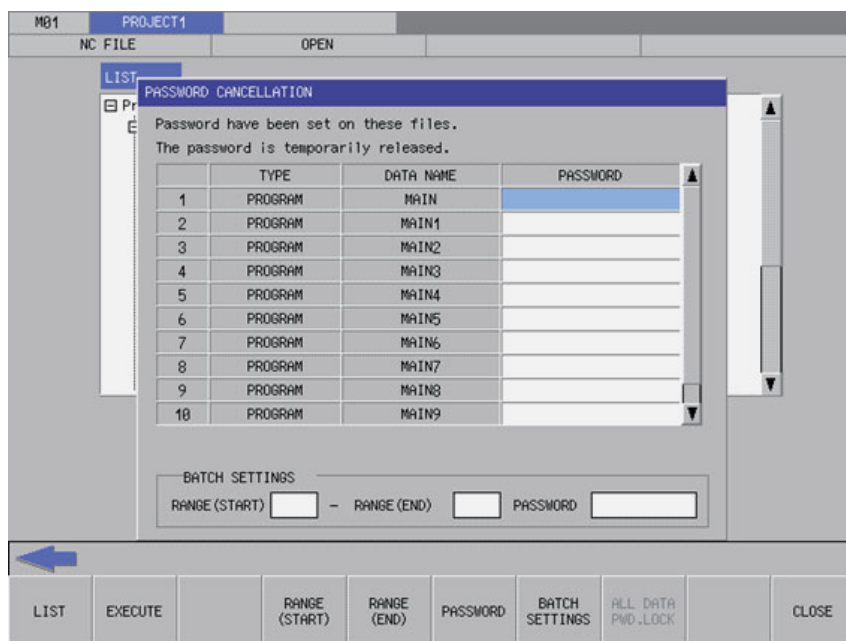 M01 PROJECT1
NC FILE OPEN
LIST
Pr
PASSWORD CANCELLATION
Password have been set on these files.
The password is temporarily released.
TYPE DATA NAME PASSWORD
1 PROGRAM MAIN
2 PROGRAM MAIN1
3 PROGRAM MAIN2
4 PROGRAM MAIN3
5 PROGRAM MAIN4
6 PROGRAM MAIN5
7 PROGRAM MAIN6
8 PROGRAM MAIN7
9 PROGRAM MAIN8
10 PROGRAM MAIN9
BATCH SETTINGS
RANGE(START) - RANGE(END) PASSWORD
LIST EXECUTE RANGE (START) RANGE (END) PASSWORD BATCH SETTINGS ALL DATA PWD.LOCK CLOSE